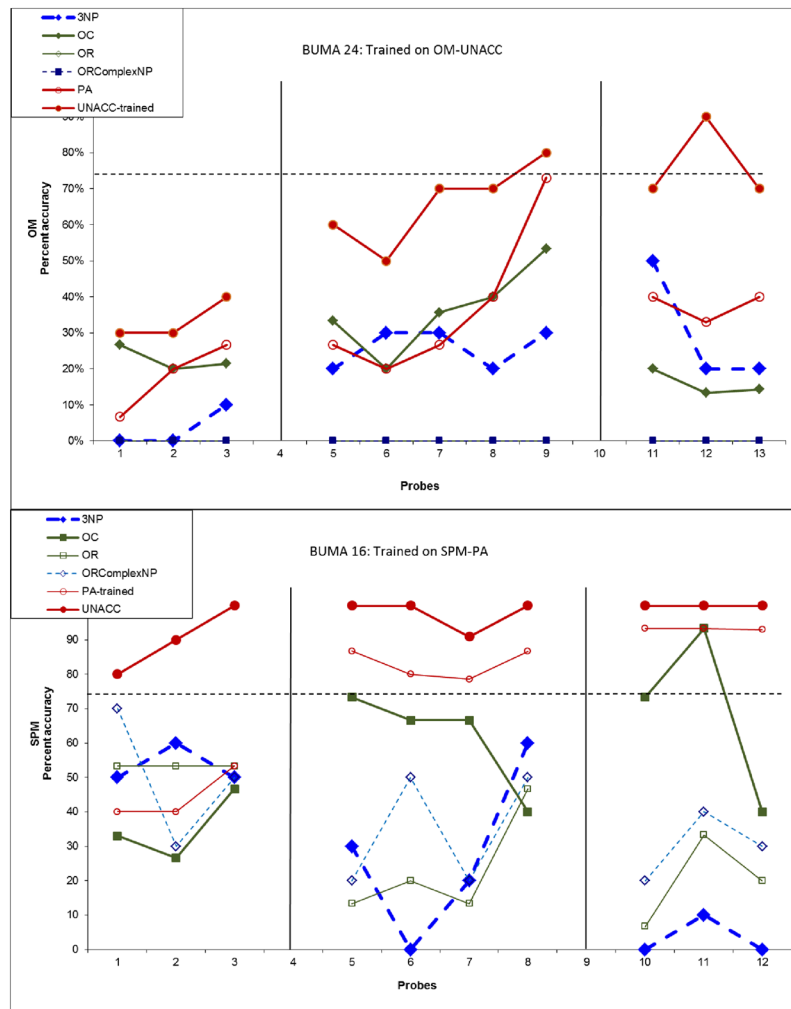 3NP
OC
OR
ORComplexNP
PA
UNACC-trained
BUMA 24: Trained on OM-UNACC
80%
70%
60%
50%
40%
30%
20%
10%
0%
OM
Percent accuracy
1 2 3 4 5 6 7 8 9 10 11 12 13
Probes
3NP
OC
OR
ORComplexNP
PA-trained
UNACC
BUMA 16: Trained on SPM-PA
90
80
70
60
50
40
30
20
10
0
SPM
Percent accuracy
1 2 3 4 5 6 7 8 9 10 11 12
Probes